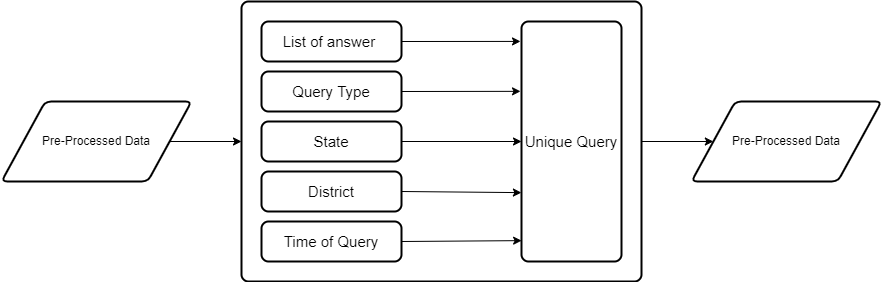 Pre-Processed Data
List of answer
Query Type
State
District
Time of Query
Unique Query
Pre-Processed Data